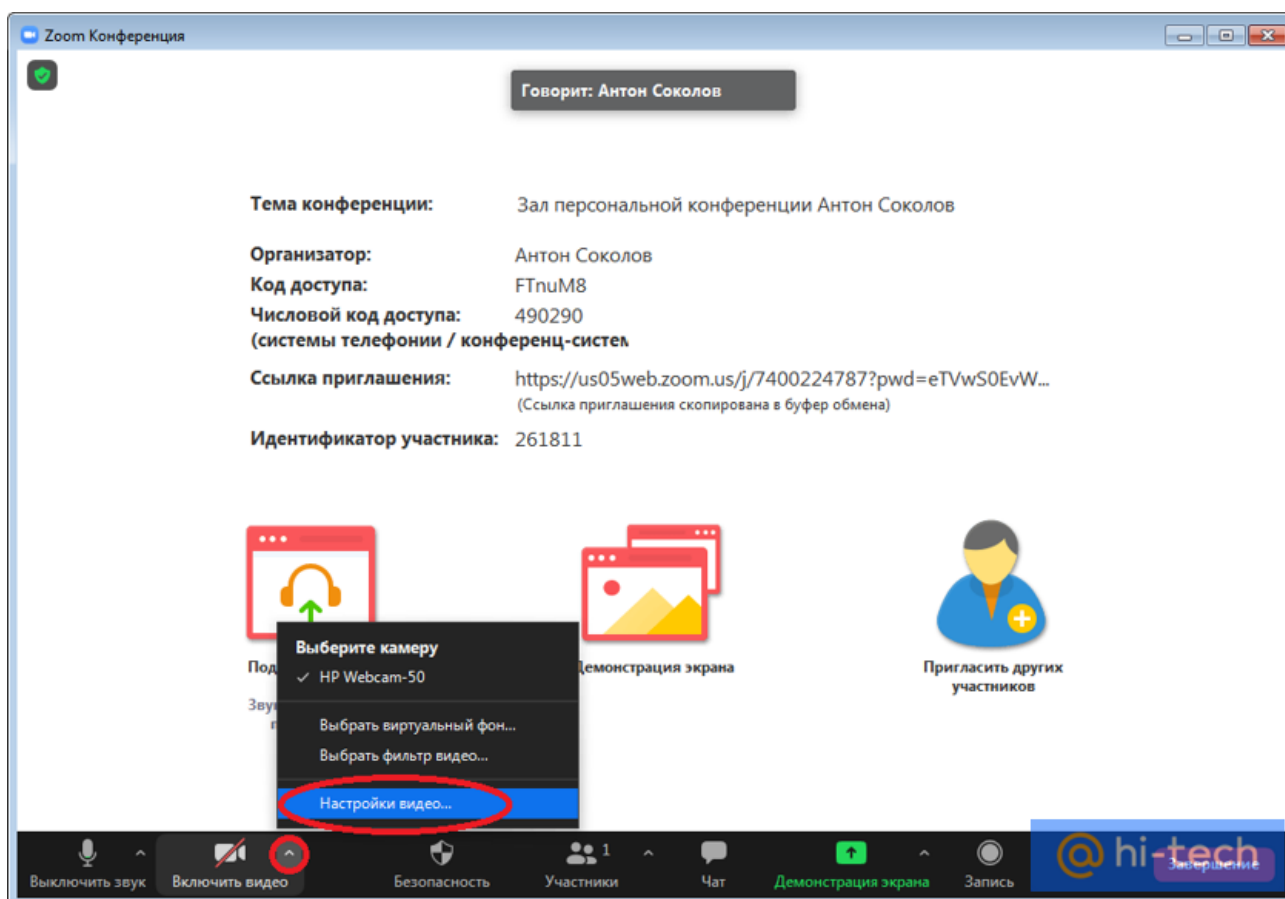 Zoom Конференция
Говорит: Антон Соколов
Тема конференции: Зал персональной конференции Антон Соколов
Организатор: Антон Соколов
Код доступа: FTnuM8
Числовой код доступа: 490290
(системы телефонии / конференц-систем
Ссылка приглашения: https://us05web.zoom.us/j/7400224787?pwd=eTVwS0EvW...
(Ссылка приглашения скопирована в буфер обмена)
Идентификатор участника: 261811
Выберите камеру
✓ HP Webcam-50
Выбрать виртуальный фон...
Выбрать фильтр видео...
Настройки видео...
Под
Зву
Демонстрация экрана
Пригласить других
участников
Выключить звук
Включить видео
Безопасность
1
Участники
Чат
Демонстрация экрана
Запись
Завершение
@ hi-tech